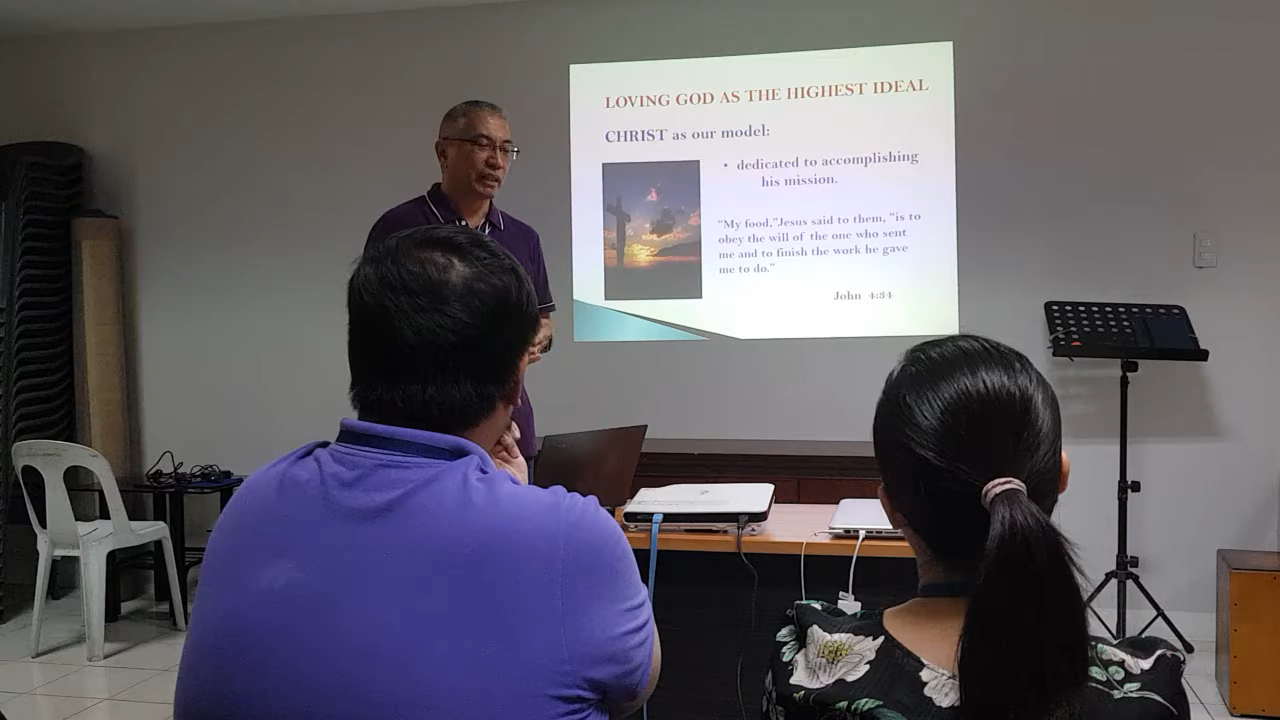 LOVING GOD AS THE HIGHEST IDEAL
CHRIST as our model:
• dedicated to accomplishing
his mission.
"My food,"Jesus said to them, "is to
obey the will of the one who sent
me and to finish the work he gave
me to do."
John 4:34